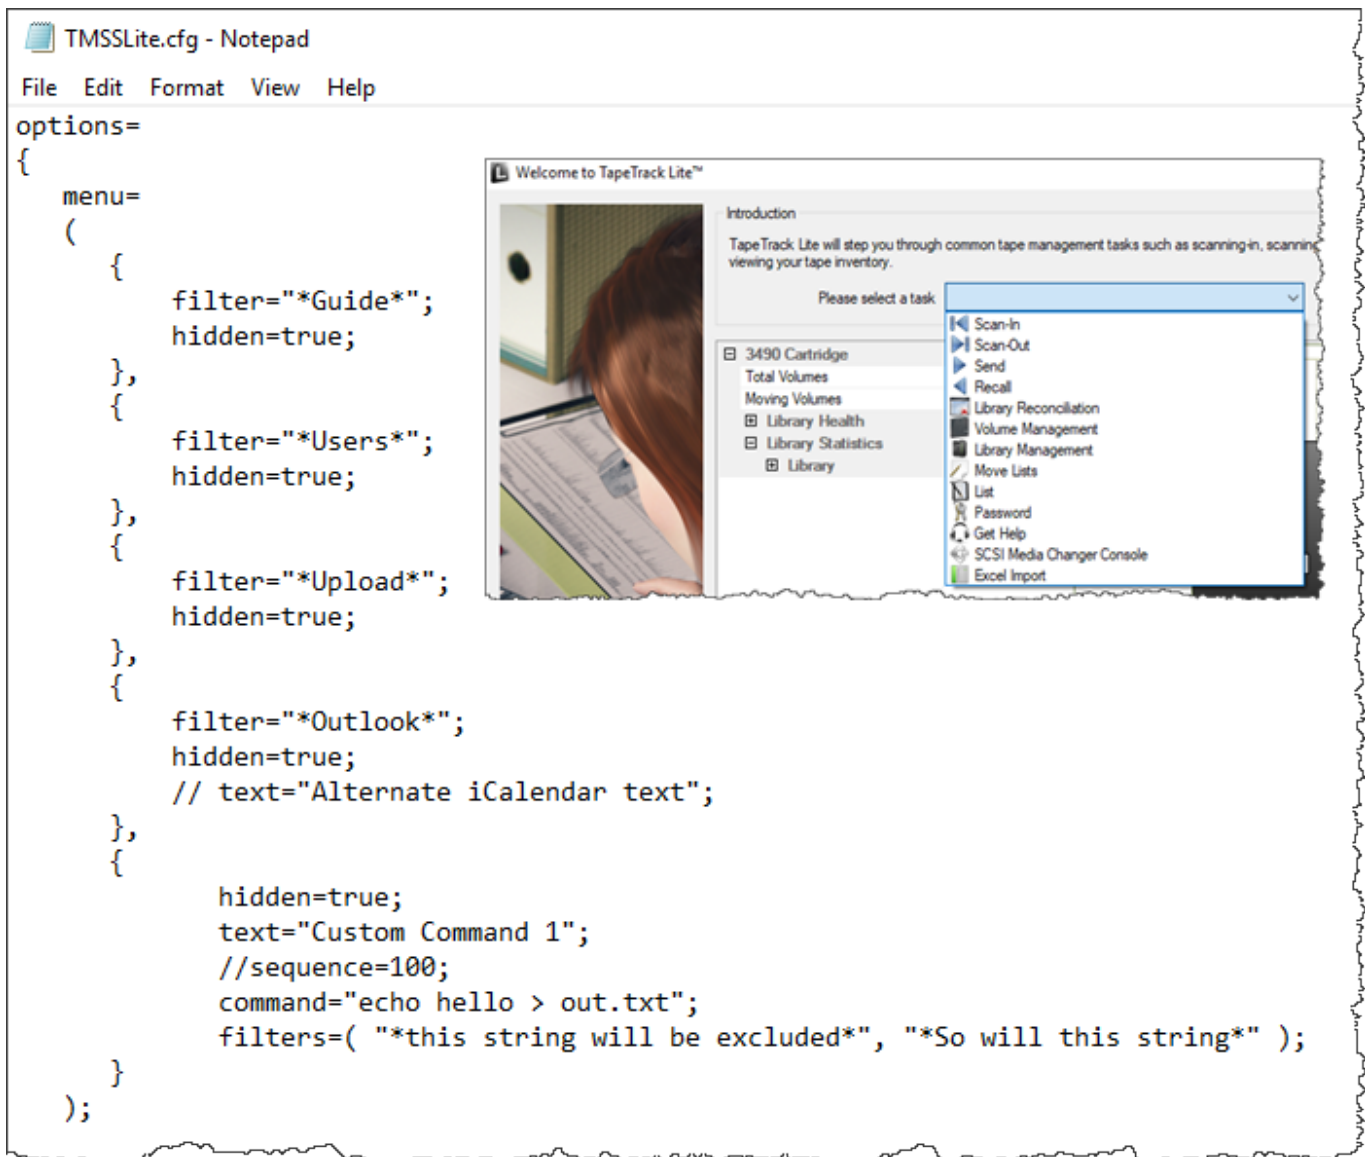 TMSSLite.cfg - Notepad
File Edit Format View Help
options=
{
menu=
(
{
filter="*Guide*";
hidden=true;
},
{
filter="*Users*";
hidden=true;
},
{
filter="*Upload*";
hidden=true;
},
{
filter="*Outlook*";
hidden=true;
// text="Alternate iCalendar text";
},
{
hidden=true;
text="Custom Command 1";
//sequence=100;
command="echo hello > out.txt";
filters=( "*this string will be excluded*", "*So will this string*" );
}
);
L Welcome to TapeTrack Lite™
Introduction
TapeTrack Lite will step you through common tape management tasks such as scanning-in, scanning
viewing your tape inventory.
Please select a task
Scan-In
Scan-Out
Send
Recall
Library Reconciliation
Volume Management
Library Management
Move Lists
List
Password
Get Help
SCSI Media Changer Console
Excel Import
3490 Cartridge
Total Volumes
Moving Volumes
Library Health
Library Statistics
Library